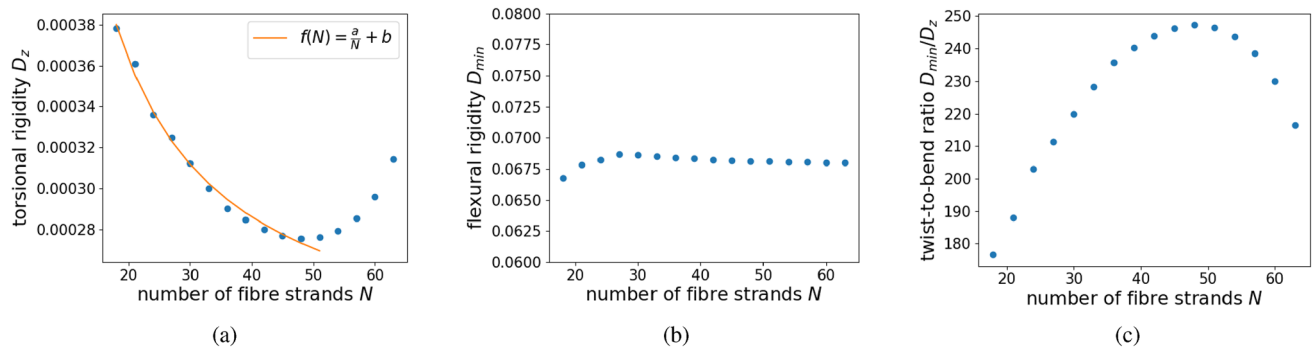 torsional rigidity D_z
0.00038
0.00036
0.00034
0.00032
0.00030
0.00028
f(N) = a/N + b
20 30 40 50 60
number of fibre strands N
(a)
flexural rigidity D_min
0.0800
0.0775
0.0750
0.0725
0.0700
0.0675
0.0650
0.0625
0.0600
20 30 40 50 60
number of fibre strands N
(b)
twist-to-bend ratio D_min/D_z
250
240
230
220
210
200
190
180
20 30 40 50 60
number of fibre strands N
(c)